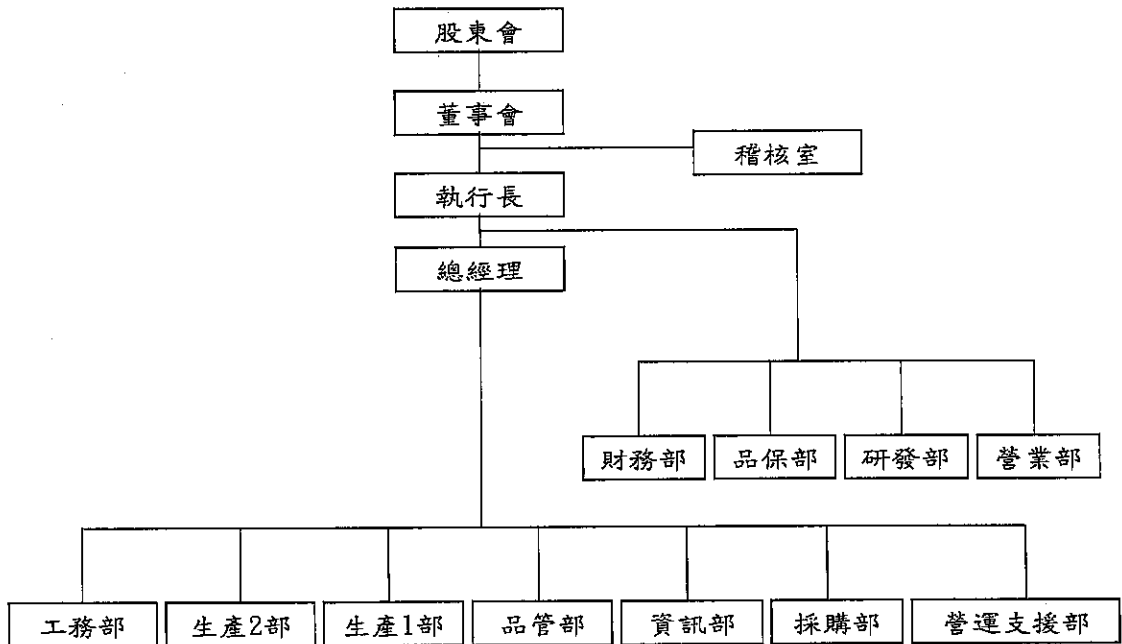 股東會
董事會
稽核室
執行長
總經理
財務部
品保部
研發部
營業部
工務部
生產2部
生產1部
品管部
資訊部
採購部
營運支援部